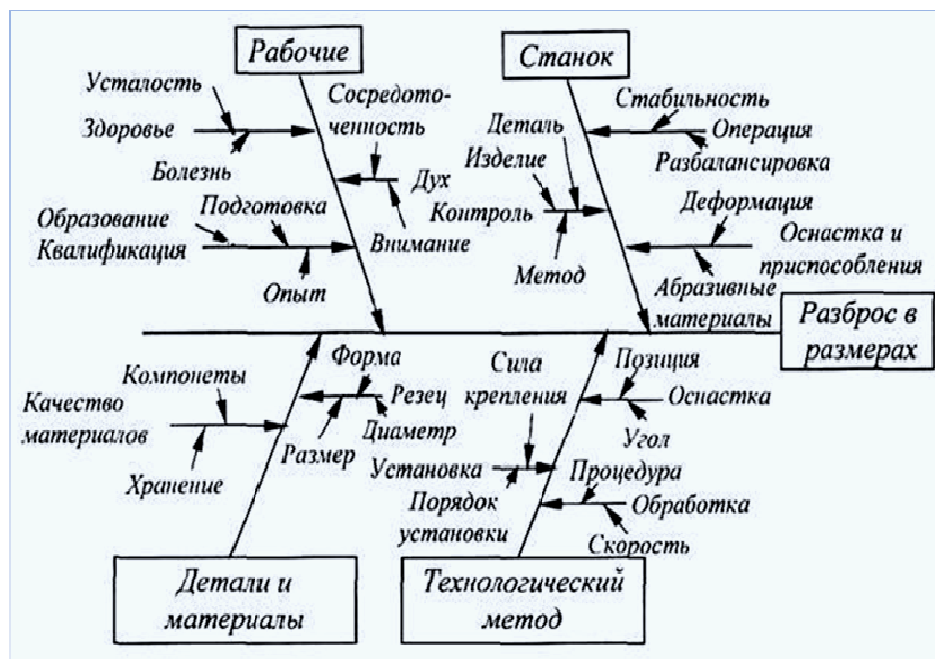 Рабочие
Станок
Усталость
Здоровье
Болезнь
Сосредото-
ченность
Дух
Внимание
Образование
Квалификация
Подготовка
Опыт
Стабильность
Операция
Разбалансировка
Деталь
Изделие
Контроль
Метод
Деформация
Оснастка и
приспособления
Абразивные
материалы
Разброс в
размерах
Компонеты
Качество
материалов
Хранение
Форма
Резец
Размер
Диаметр
Сила
крепления
Установка
Порядок
установки
Позиция
Оснастка
Угол
Процедура
Обработка
Скорость
Детали и
материалы
Технологический
метод